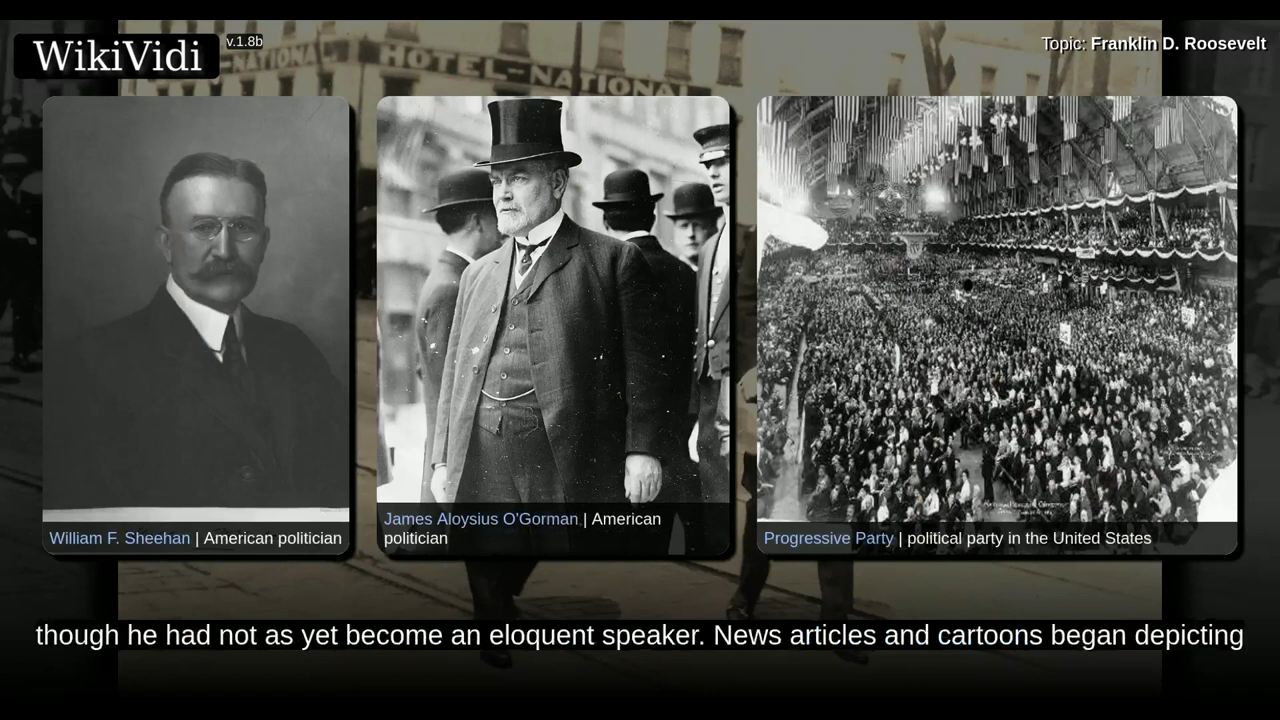 WikiVidi
v.1.8b
Topic: Franklin D. Roosevelt
-NATIONAL
HOTEL-NATIONAL
William F. Sheehan | American politician
James Aloysius O'Gorman | American
politician
Progressive Party | political party in the United States
though he had not as yet become an eloquent speaker. News articles and cartoons began depicting